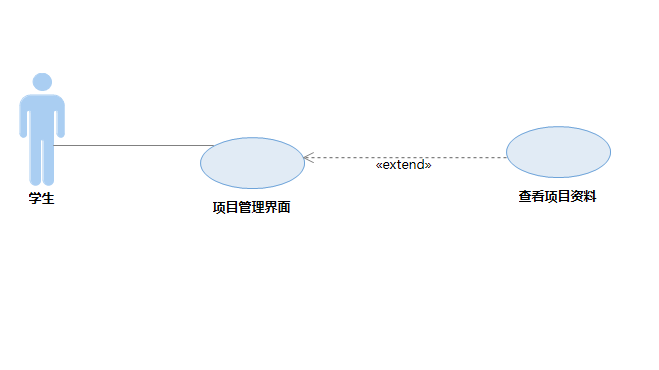 «extend»
学生
项目管理界面
查看项目资料